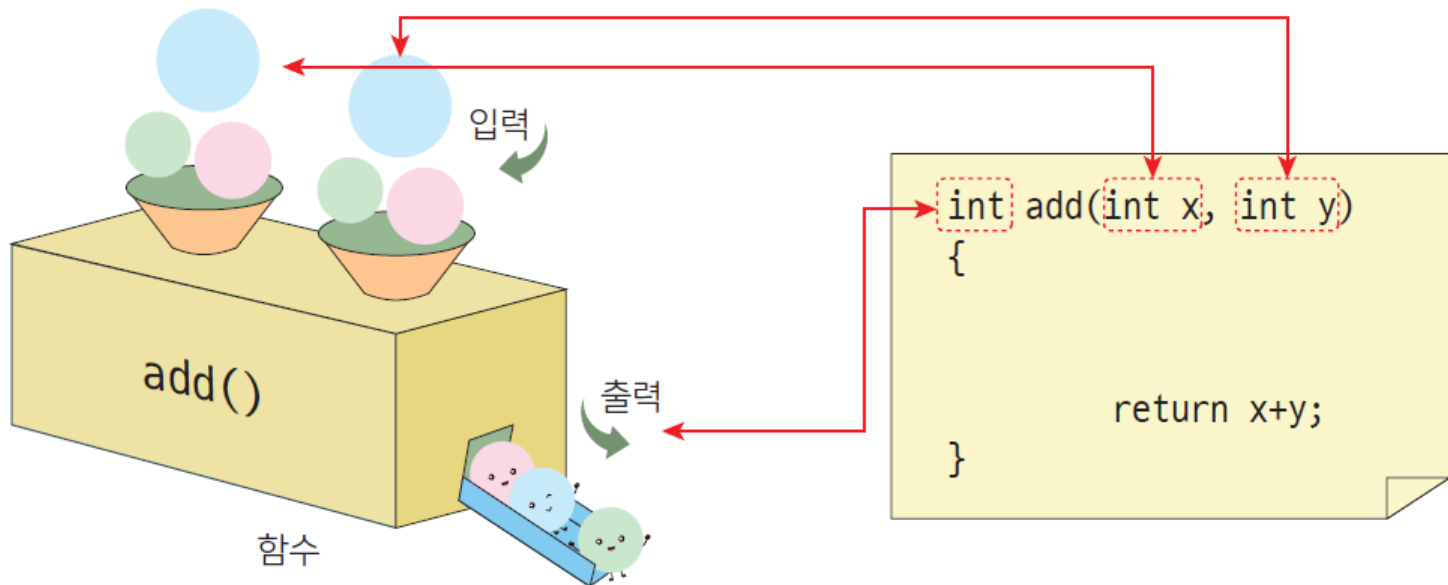 입력
int add(int x, int y)
{
add()
출력
return x+y;
}
함수